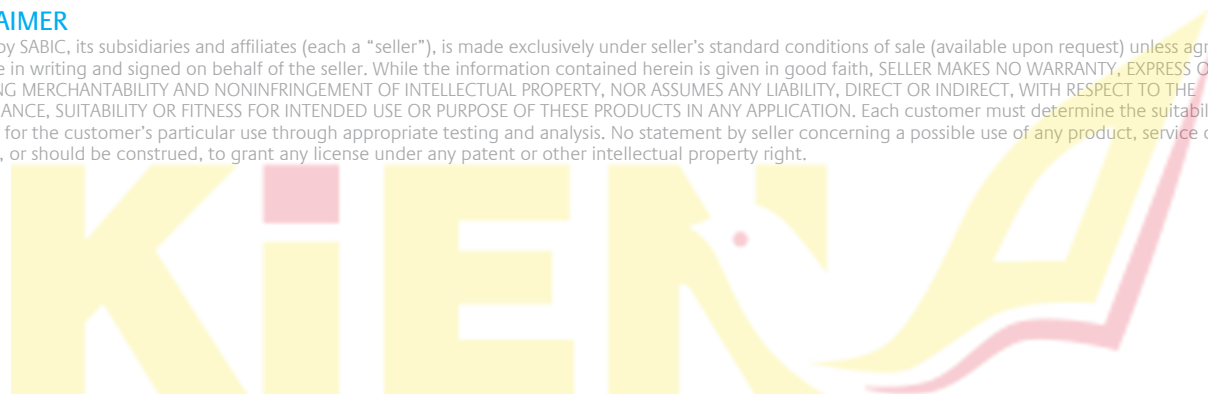 AIMER
by SABIC, its subsidiaries and affiliates (each a “seller”), is made exclusively under seller’s standard conditions of sale (available upon request) unless agr
e in writing and signed on behalf of the seller. While the information contained herein is given in good faith, SELLER MAKES NO WARRANTY, EXPRESS O
NG MERCHANTABILITY AND NONINFRINGEMENT OF INTELLECTUAL PROPERTY, NOR ASSUMES ANY LIABILITY, DIRECT OR INDIRECT, WITH RESPECT TO THE
ANCE, SUITABILITY OR FITNESS FOR INTENDED USE OR PURPOSE OF THESE PRODUCTS IN ANY APPLICATION. Each customer must determine the suitabil
for the customer’s particular use through appropriate testing and analysis. No statement by seller concerning a possible use of any product, service o
, or should be construed, to grant any license under any patent or other intellectual property right.
KiEN